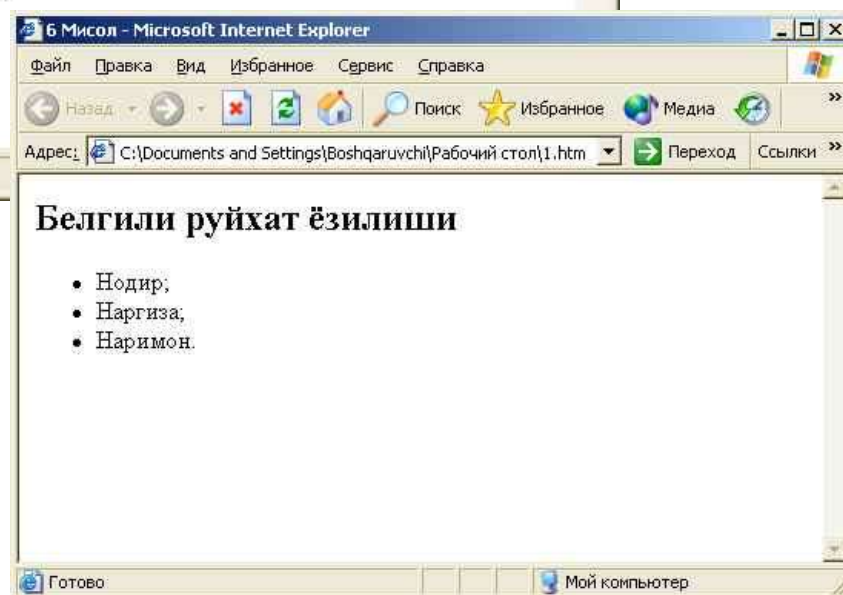 6 Мисол - Microsoft Internet Explorer
Файл Правка Вид Избранное Сервис Справка
Назад Поиск Избранное Медиа »
Адрес: C:\Documents and Settings\Boshqaruvchi\Рабочий стол\1.htm Переход Ссылки »
Белгили руйхат ёзилиши
• Нодир;
• Наргиза;
• Наримон.
Готово Мой компьютер